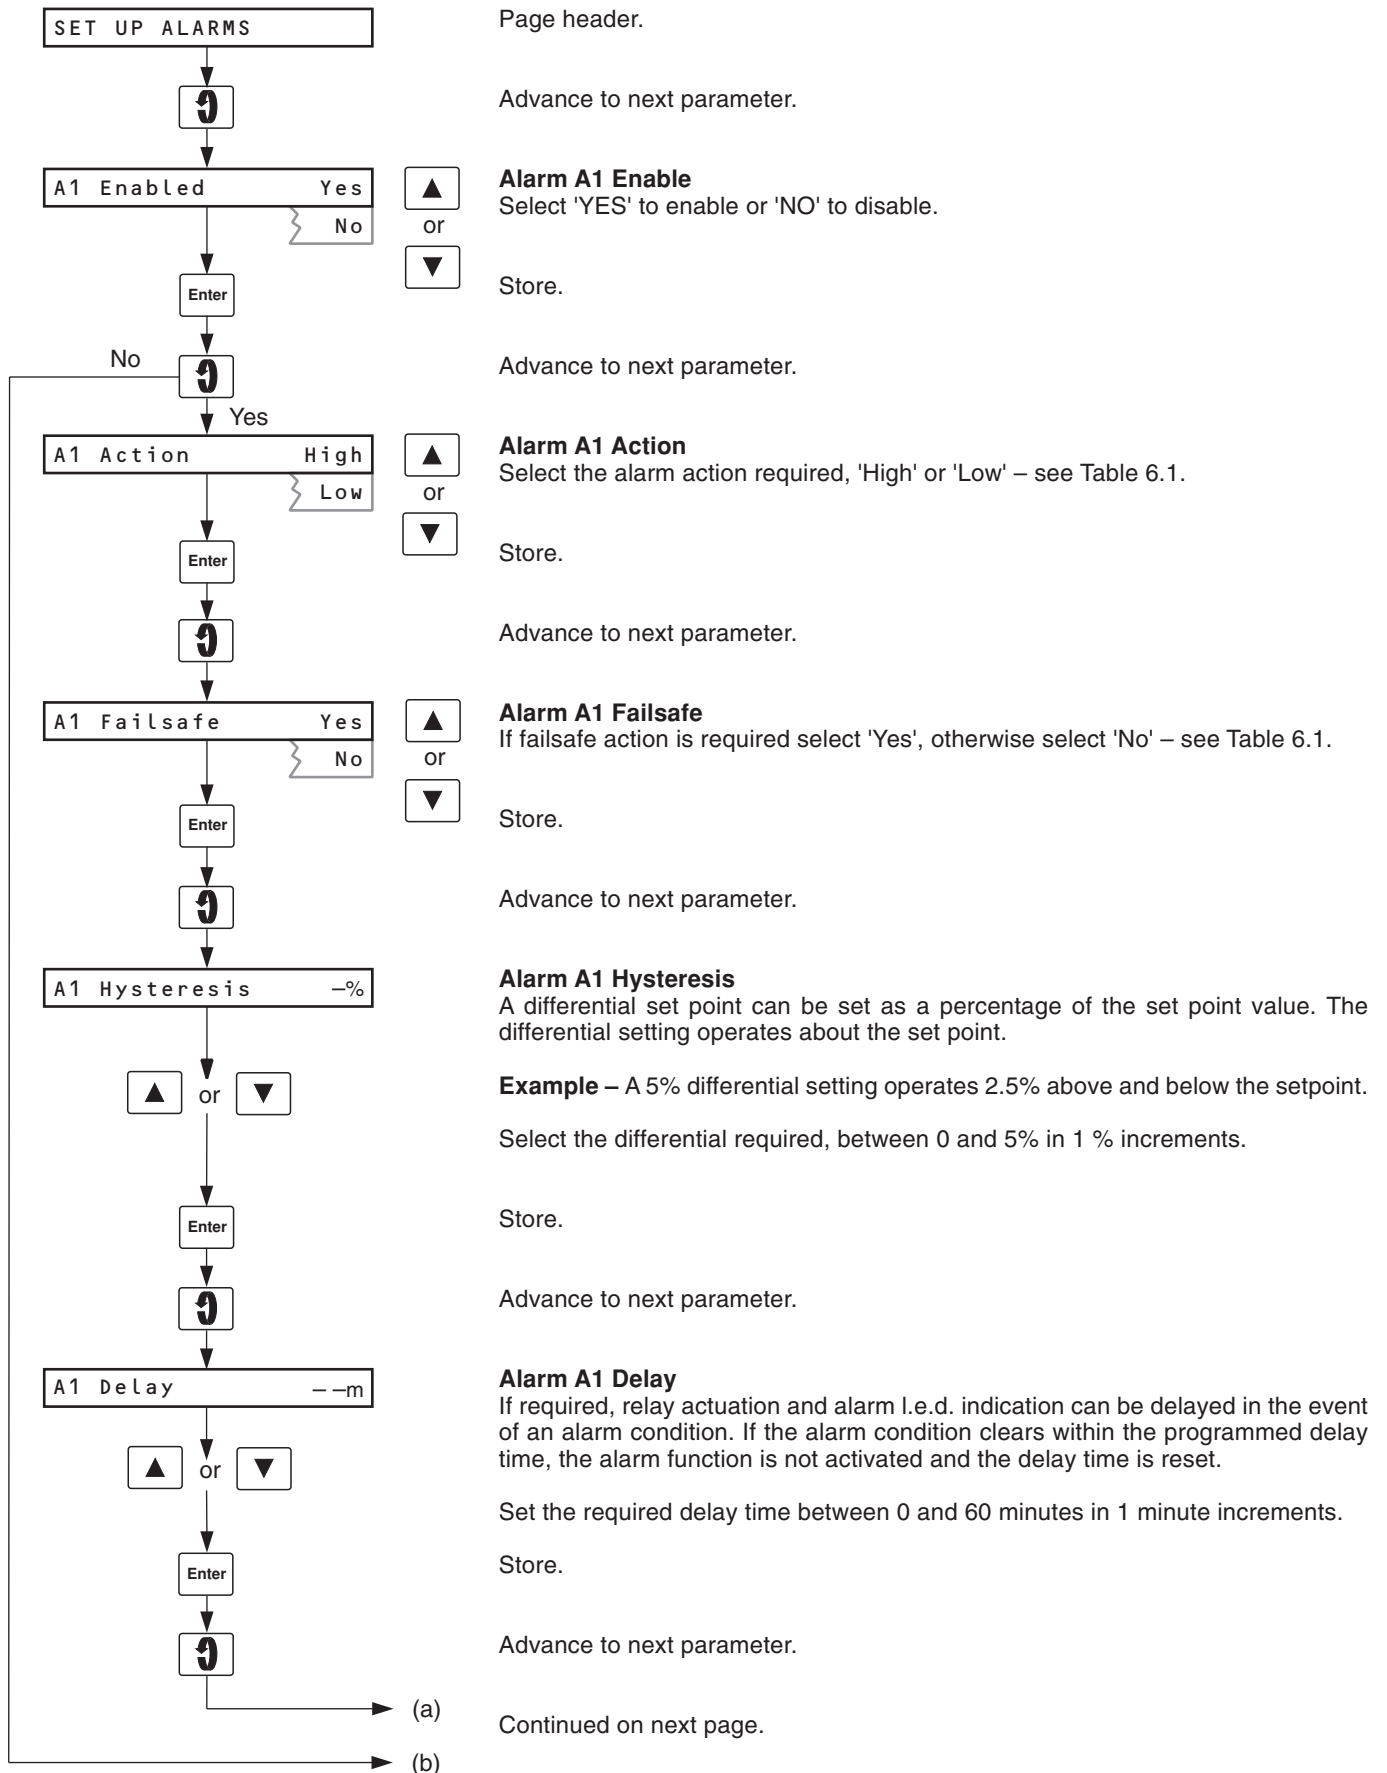 SET UP ALARMS
Page header.
Advance to next parameter.
A1 Enabled Yes
No
or
Alarm A1 Enable
Select 'YES' to enable or 'NO' to disable.
Enter
Store.
No
Advance to next parameter.
Yes
A1 Action High
Low
or
Alarm A1 Action
Select the alarm action required, 'High' or 'Low' – see Table 6.1.
Enter
Store.
Advance to next parameter.
A1 Failsafe Yes
No
or
Alarm A1 Failsafe
If failsafe action is required select 'Yes', otherwise select 'No' – see Table 6.1.
Enter
Store.
Advance to next parameter.
A1 Hysteresis –%
Alarm A1 Hysteresis
A differential set point can be set as a percentage of the set point value. The
differential setting operates about the set point.
or
Example – A 5% differential setting operates 2.5% above and below the setpoint.
Select the differential required, between 0 and 5% in 1 % increments.
Enter
Store.
Advance to next parameter.
A1 Delay – –m
Alarm A1 Delay
If required, relay actuation and alarm l.e.d. indication can be delayed in the event
of an alarm condition. If the alarm condition clears within the programmed delay
time, the alarm function is not activated and the delay time is reset.
or
Set the required delay time between 0 and 60 minutes in 1 minute increments.
Enter
Store.
Advance to next parameter.
(a)
Continued on next page.
(b)